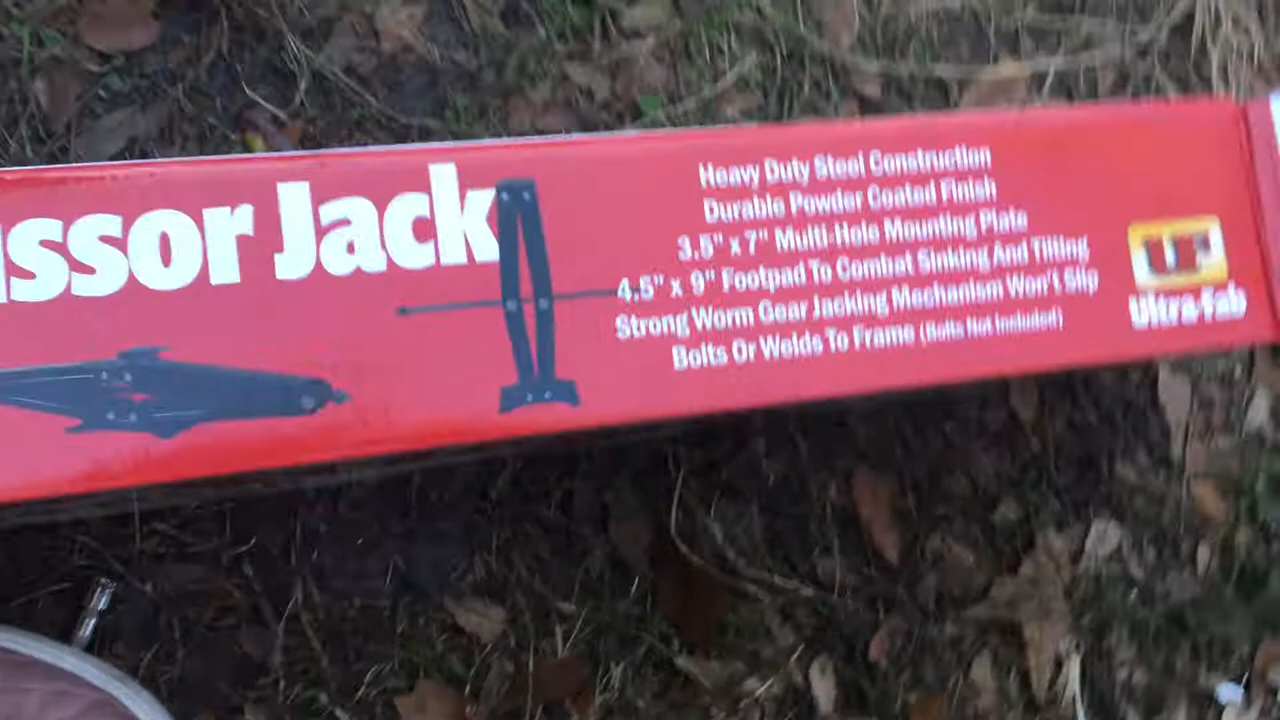 issor Jack
Heavy Duty Steel Construction
Durable Powder Coated Finish
3.5" x 7" Multi-Hole Mounting Plate
4.5" x 9" Footpad To Combat Sinking And Tilting
Strong Worm Gear Jacking Mechanism Won't Slip
Bolts Or Welds To Frame (Bolts Not Included)
UF
Ultra-Fab